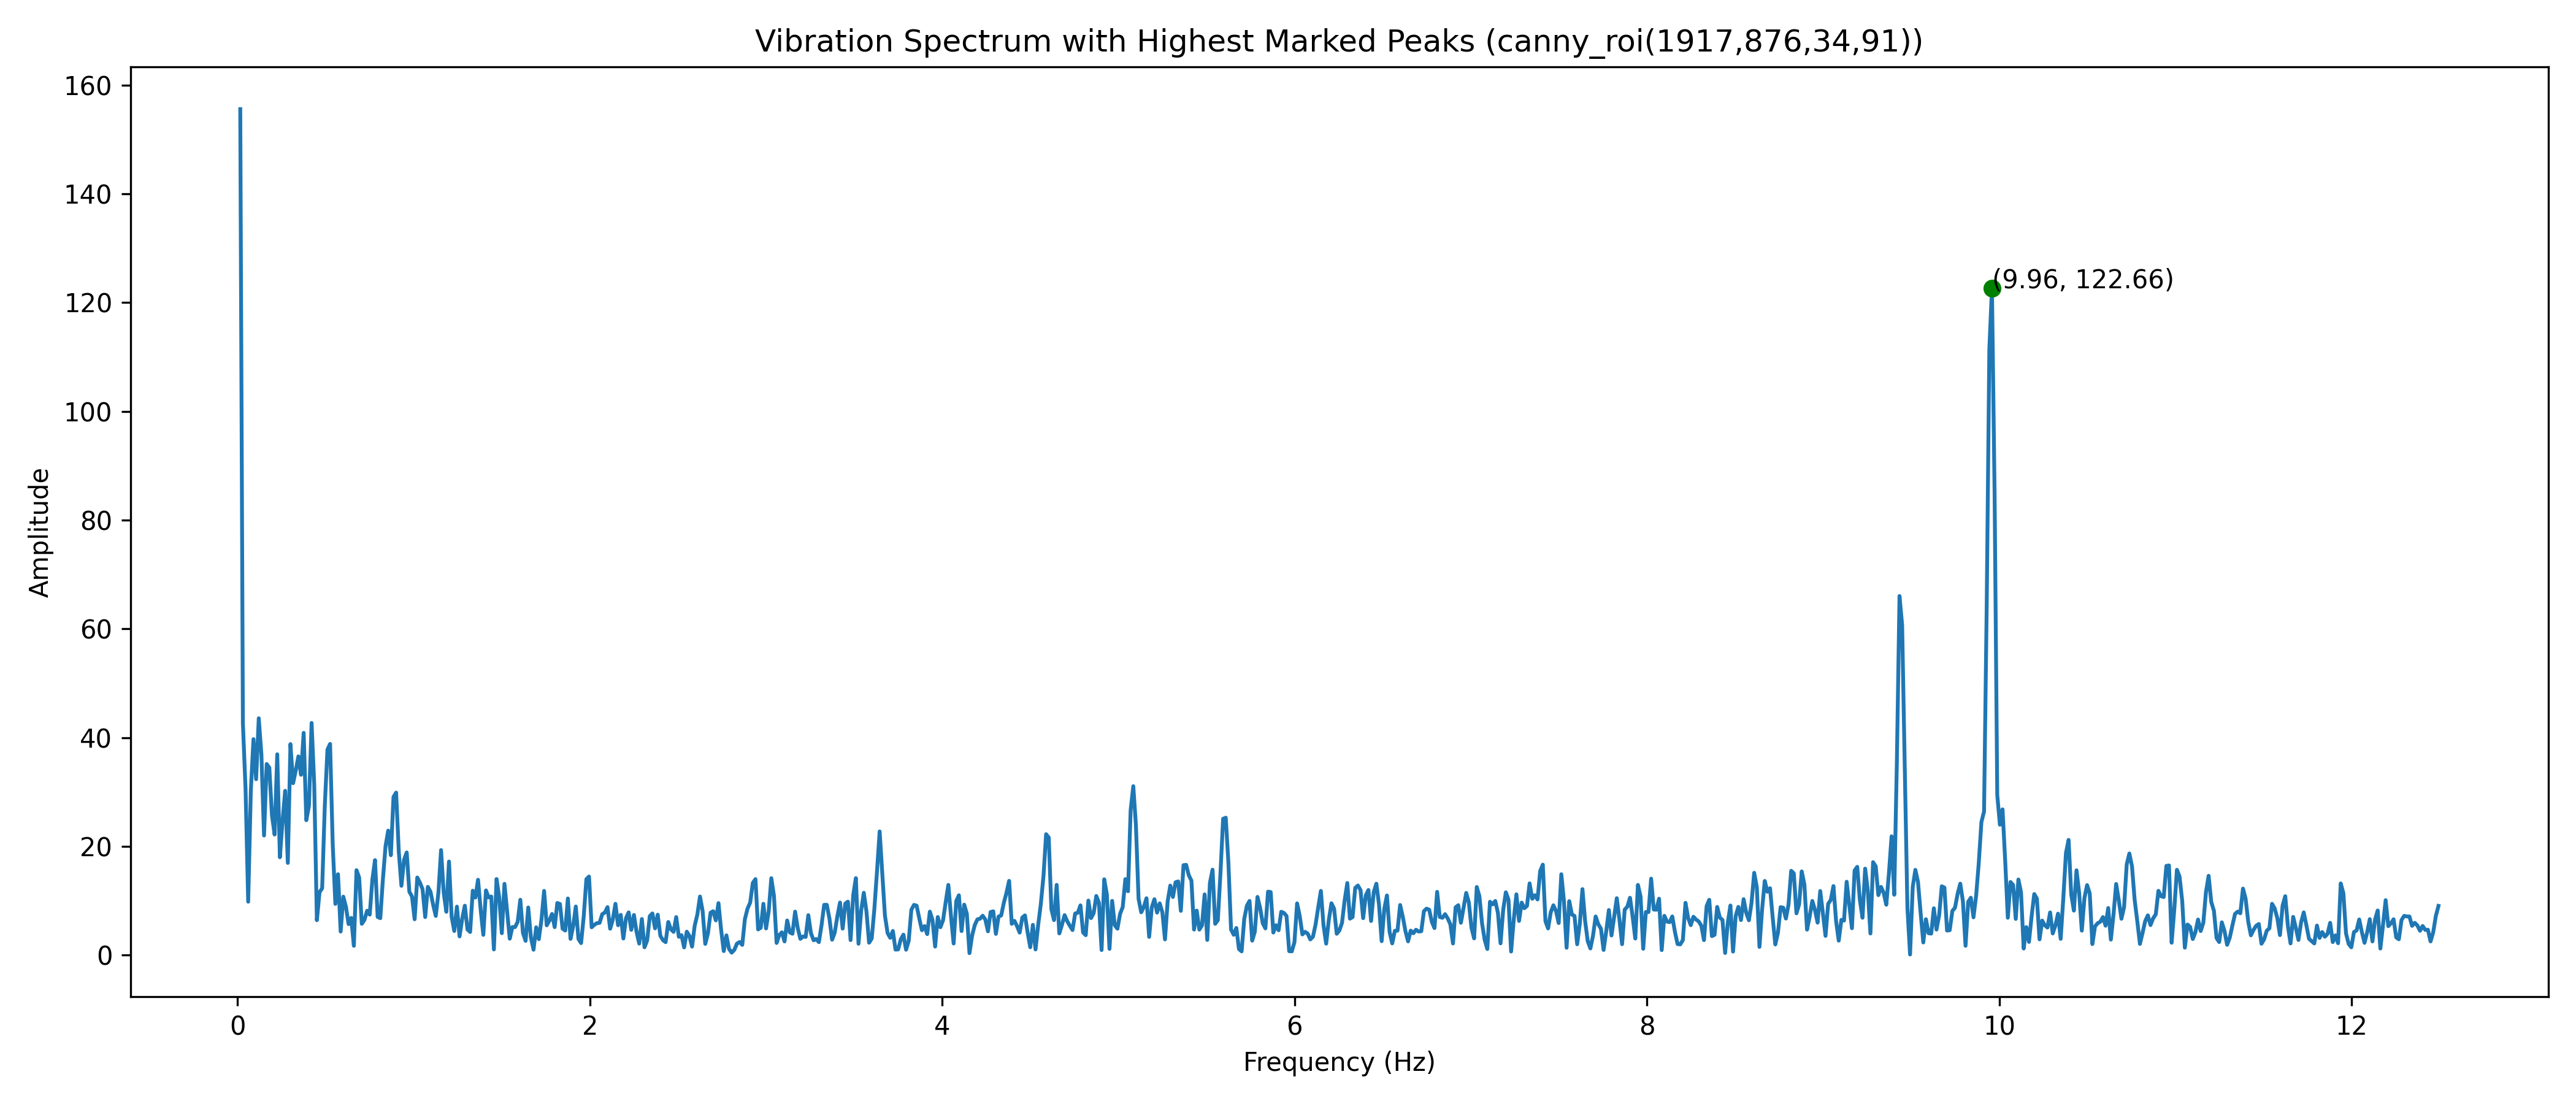 Vibration Spectrum with Highest Marked Peaks (canny_roi(1917,876,34,91))
160
140
120
100
80
60
40
20
0
Amplitude
(9.96, 122.66)
0 2 4 6 8 10 12
Frequency (Hz)